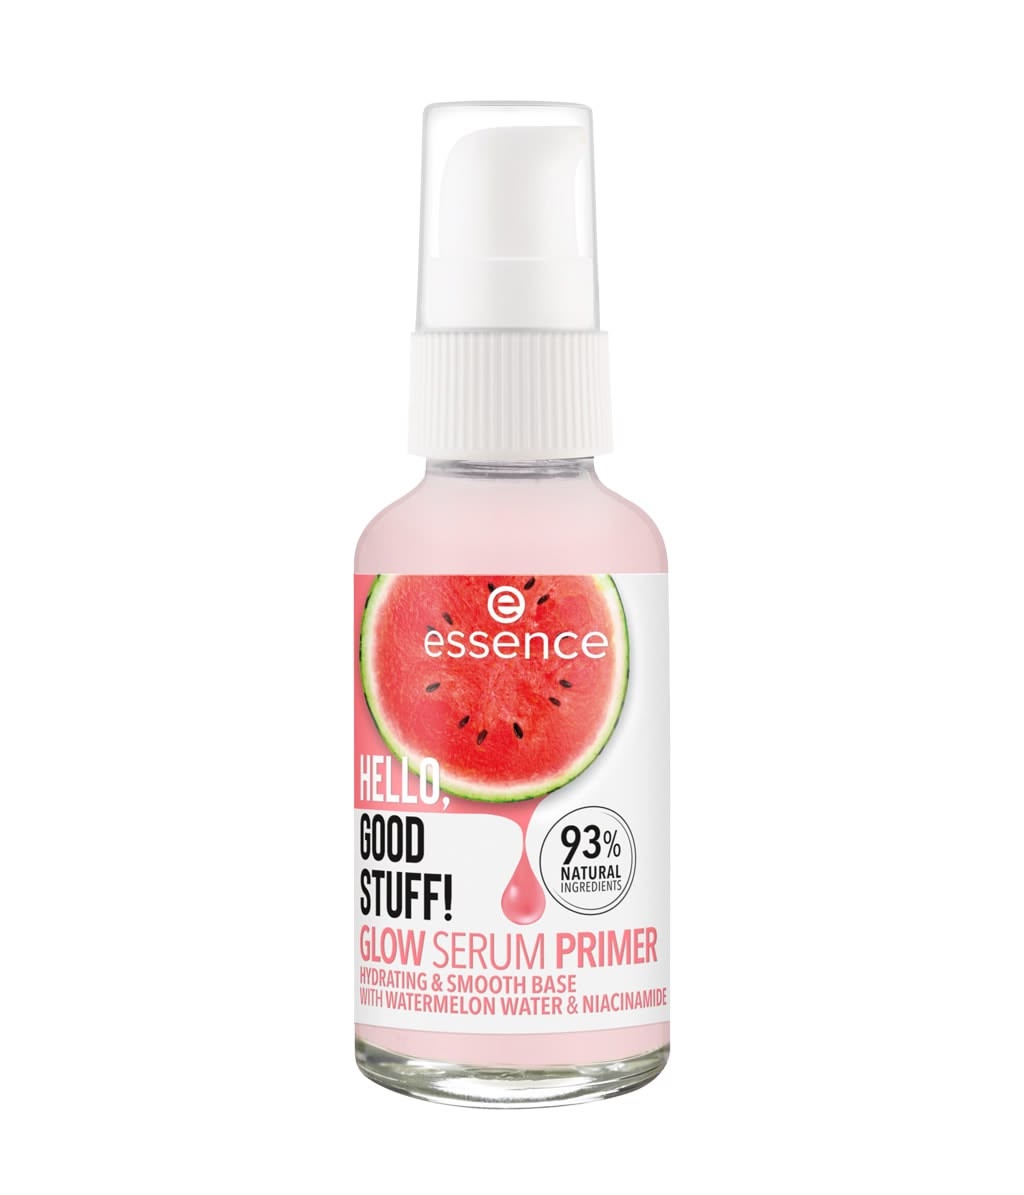 e
essence
HELLO,
GOOD
STUFF!
93%
NATURAL
INGREDIENTS
GLOW SERUM PRIMER
HYDRATING & SMOOTH BASE
WITH WATERMELON WATER & NIACINAMIDE